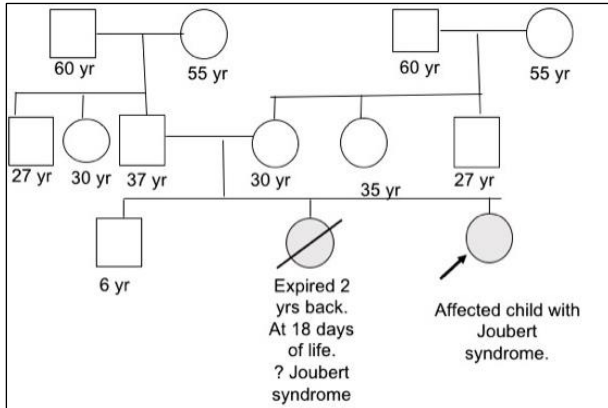 60 yr
55 yr
60 yr
55 yr
27 yr
30 yr
37 yr
30 yr
35 yr
27 yr
6 yr
Expired 2
yrs back.
At 18 days
of life.
? Joubert
syndrome
Affected child with
Joubert
syndrome.